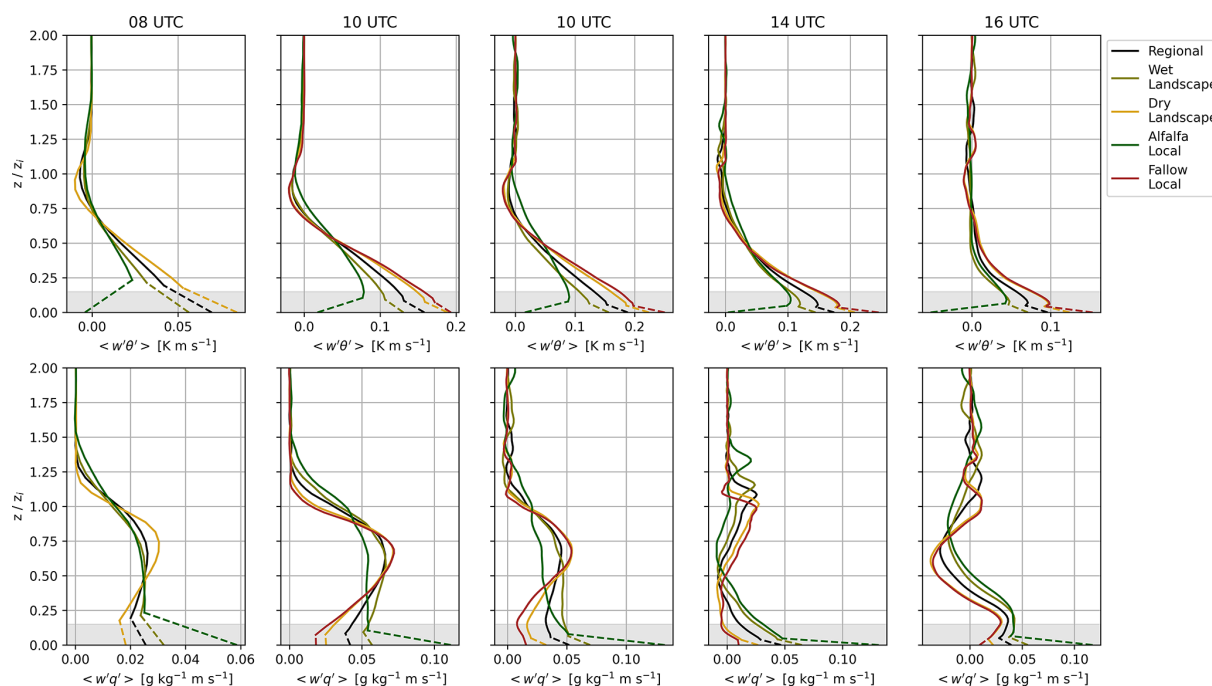 08 UTC
10 UTC
10 UTC
14 UTC
16 UTC
2.00
1.75
1.50
1.25
1.00
0.75
0.50
0.25
0.00
z / z_i
0.00 0.05
0.0 0.1 0.2
0.0 0.1 0.2
0.0 0.1 0.2
0.0 0.1
< w′θ′ > [K m s⁻¹]
< w′θ′ > [K m s⁻¹]
< w′θ′ > [K m s⁻¹]
< w′θ′ > [K m s⁻¹]
< w′θ′ > [K m s⁻¹]
Regional
Wet
Landscape
Dry
Landscape
Alfalfa
Local
Fallow
Local
2.00
1.75
1.50
1.25
1.00
0.75
0.50
0.25
0.00
z / z_i
0.00 0.02 0.04 0.06
0.00 0.05 0.10
0.00 0.05 0.10
0.00 0.05 0.10
0.00 0.05 0.10
< w′q′ > [g kg⁻¹ m s⁻¹]
< w′q′ > [g kg⁻¹ m s⁻¹]
< w′q′ > [g kg⁻¹ m s⁻¹]
< w′q′ > [g kg⁻¹ m s⁻¹]
< w′q′ > [g kg⁻¹ m s⁻¹]